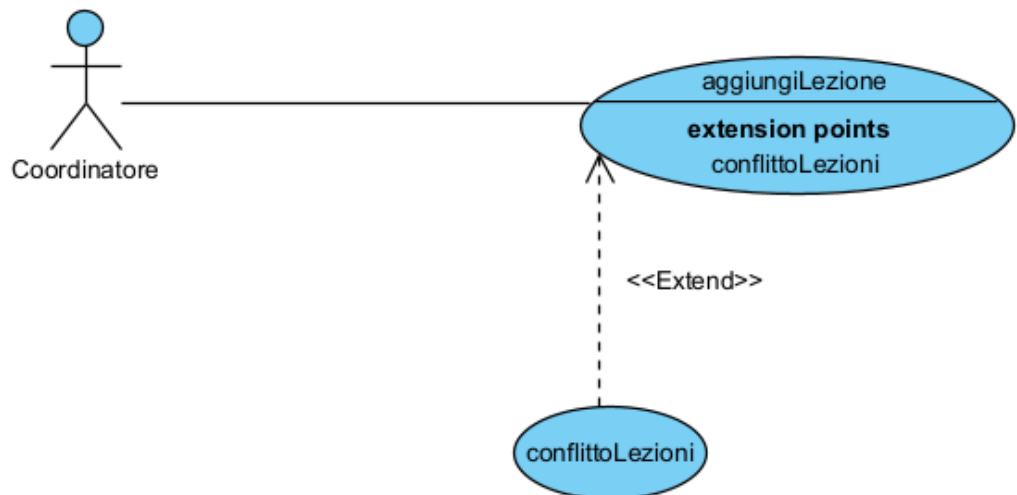 aggiungiLezione
extension points
conflittoLezioni
Coordinatore
<<Extend>>
conflittoLezioni